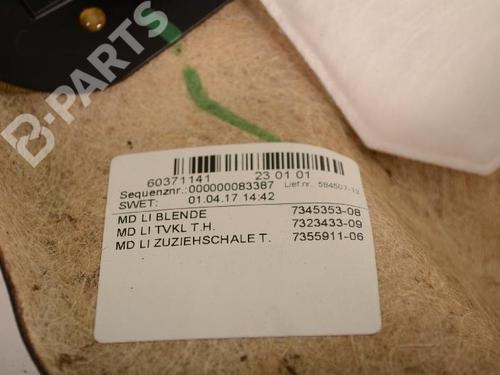 B-PARTS
60371141 23 01 01
Sequenznr.:000000083387 Lief.nr.: 584507-13
SWET: 01.04.17 14:42
MD LI BLENDE 7345353-08
MD LI TVKL T.H. 7323433-09
MD LI ZUZIEHSCHALE T. 7355911-06